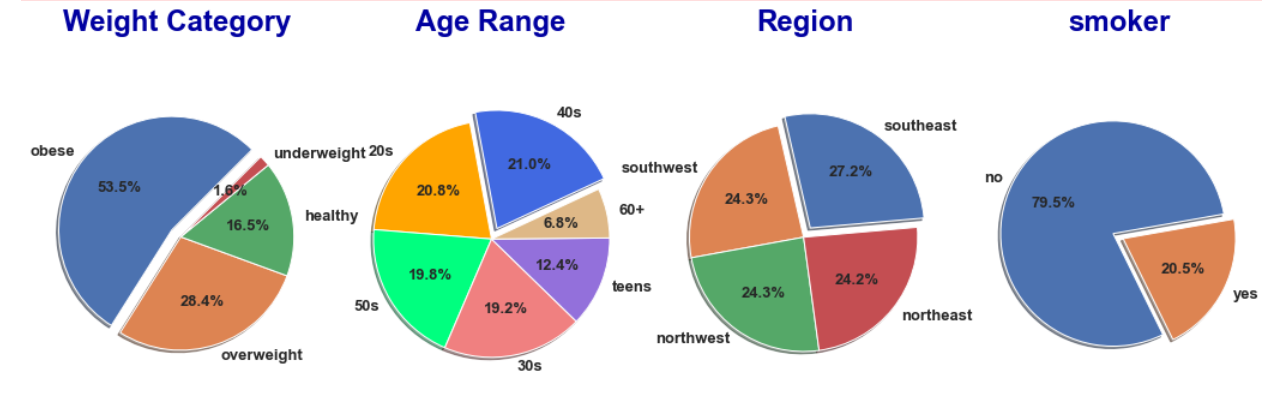 Weight Category
obese
53.5%
underweight
1.6%
healthy
16.5%
28.4%
overweight
Age Range
40s
20s
21.0%
20.8%
60+
6.8%
12.4%
teens
19.8%
50s
19.2%
30s
Region
southeast
southwest
27.2%
24.3%
24.2%
24.3%
northeast
northwest
smoker
no
79.5%
20.5%
yes